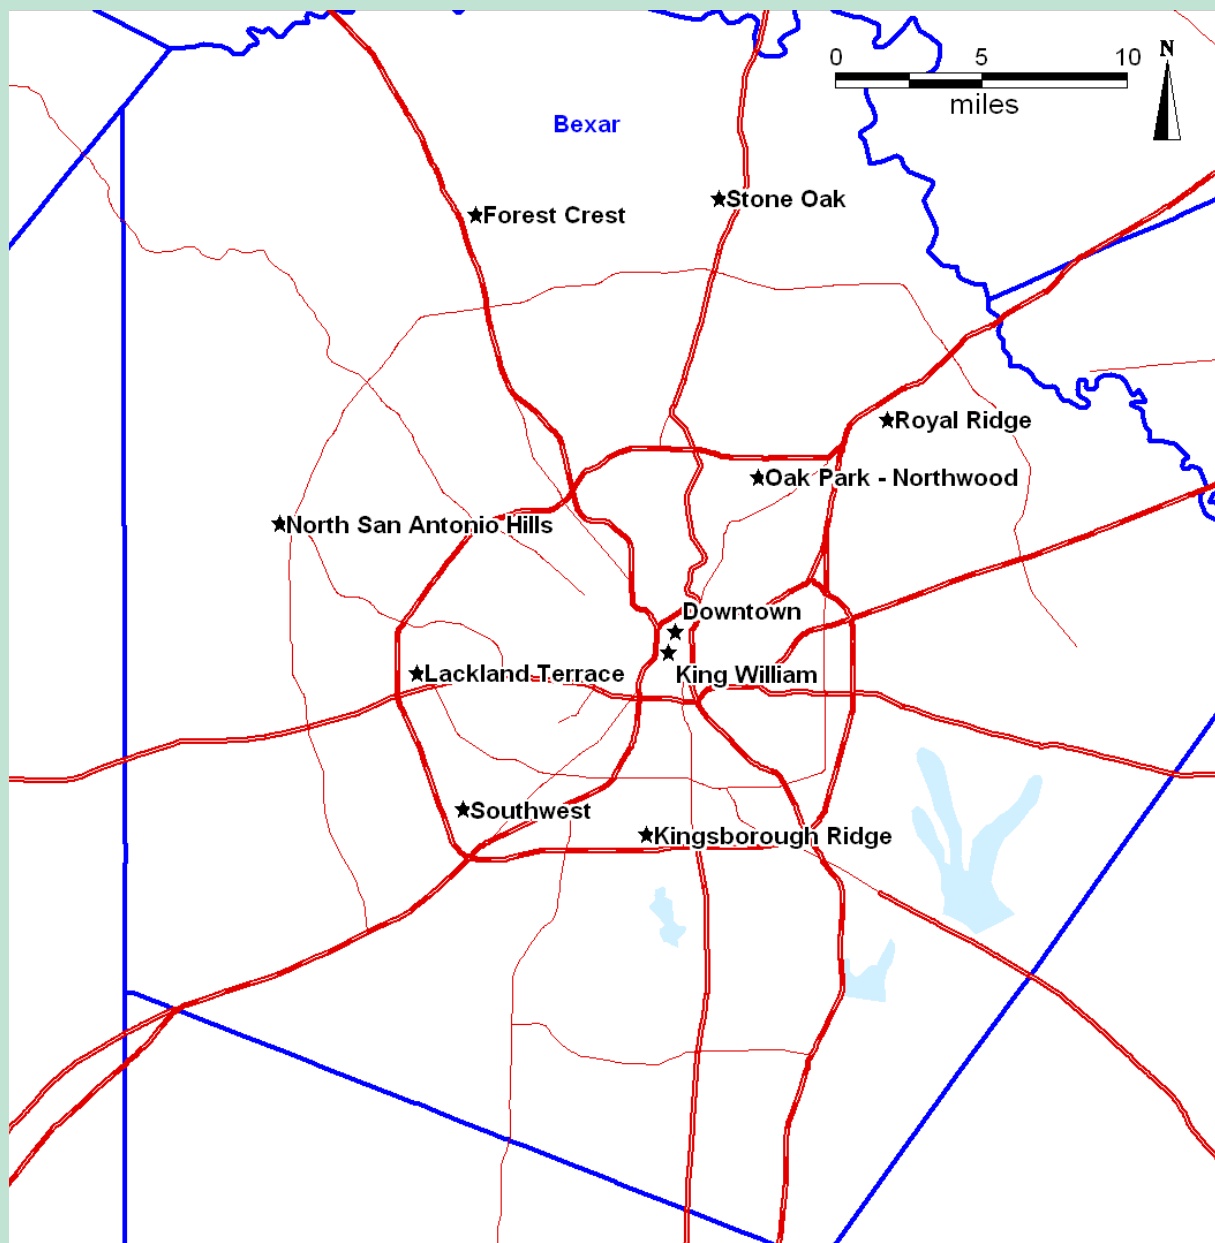 0 5 10
miles
N
Bexar
Stone Oak
Forest Crest
Royal Ridge
Oak Park - Northwood
North San Antonio Hills
Downtown
King William
Lackland Terrace
Southwest
Kingsborough Ridge